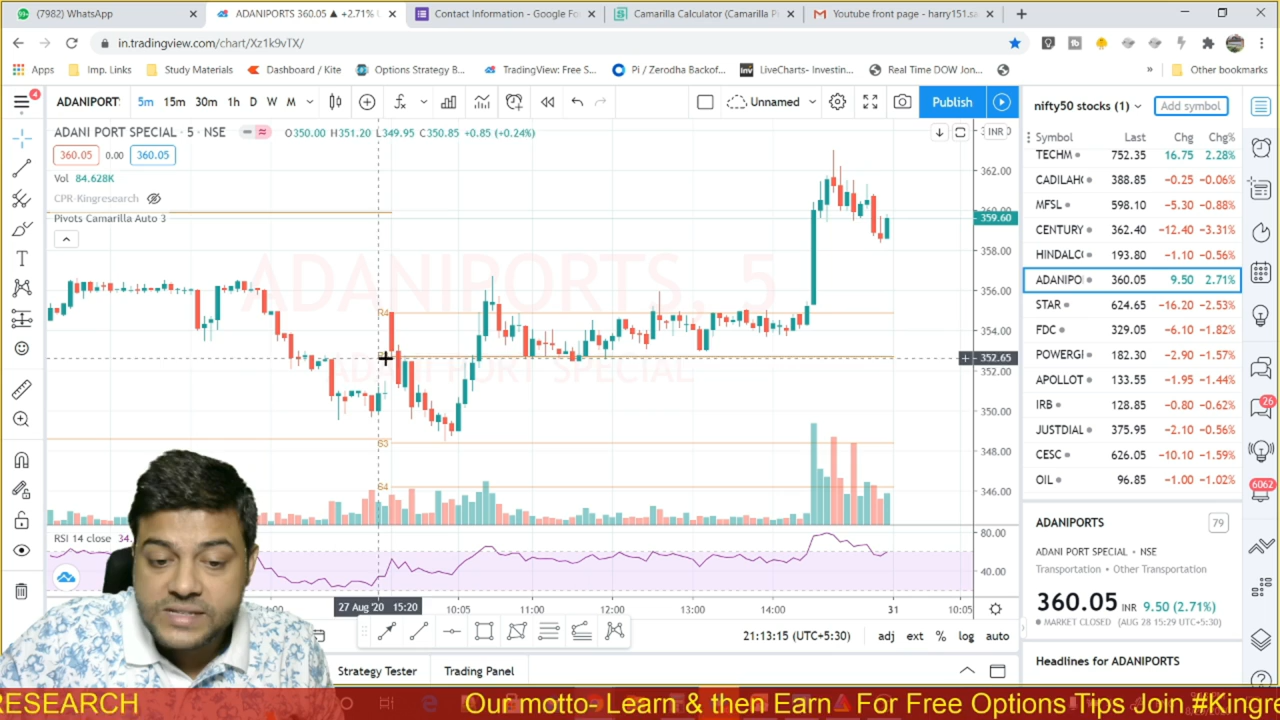 (7982) WhatsApp
ADANIPORTS 360.05 ▲ +2.71% U
Contact Information - Google Fo
Camarilla Calculator (Camarilla P
Youtube front page - harry151.sa
in.tradingview.com/chart/Xz1k9vTX/
Apps
Imp. Links
Study Materials
Dashboard / Kite
Options Strategy B...
TradingView: Free S...
Pi / Zerodha Backof...
LiveCharts- Investin...
Real Time DOW Jon...
»
Other bookmarks
4
ADANIPORT:
5m 15m 30m 1h D W M
Unnamed
Publish
nifty50 stocks (1)
Add symbol
ADANI PORT SPECIAL • 5 • NSE
O350.00 H351.20 L349.95 C350.85 +0.85 (+0.24%)
INR
360.05 0.00 360.05
Vol 84.628K
CPR-Kingresearch
Pivots Camarilla Auto 3
ADANIPORTS, 5
ADANI PORT SPECIAL
R4
S3
S4
362.00
360.00
359.60
358.00
356.00
354.00
352.65
352.00
350.00
348.00
346.00
RSI 14 close 34.
80.00
40.00
27 Aug '20 15:20
10:05
11:00
12:00
13:00
14:00
31
10:05
21:13:15 (UTC+5:30)
adj ext % log auto
Strategy Tester
Trading Panel
Symbol Last Chg Chg%
TECHM 752.35 16.75 2.28%
CADILAH 388.85 −0.25 −0.06%
MFSL 598.10 −5.30 −0.88%
CENTURY 362.40 −12.40 −3.31%
HINDALC 193.80 −1.10 −0.56%
ADANIPO 360.05 9.50 2.71%
STAR 624.65 −16.20 −2.53%
FDC 329.05 −6.10 −1.82%
POWERGI 182.30 −2.90 −1.57%
APOLLOT 133.55 −1.95 −1.44%
IRB 128.85 −0.80 −0.62%
JUSTDIAL 375.95 −2.10 −0.56%
CESC 626.05 −10.10 −1.59%
OIL 96.85 −1.00 −1.02%
26
6062
ADANIPORTS
79
ADANI PORT SPECIAL • NSE
Transportation • Other Transportation
360.05 INR 9.50 (2.71%)
MARKET CLOSED (AUG 28 15:29 UTC+5:30)
Headlines for ADANIPORTS
RESEARCH Our motto- Learn & then Earn - For Free Options Tips Join #Kingre